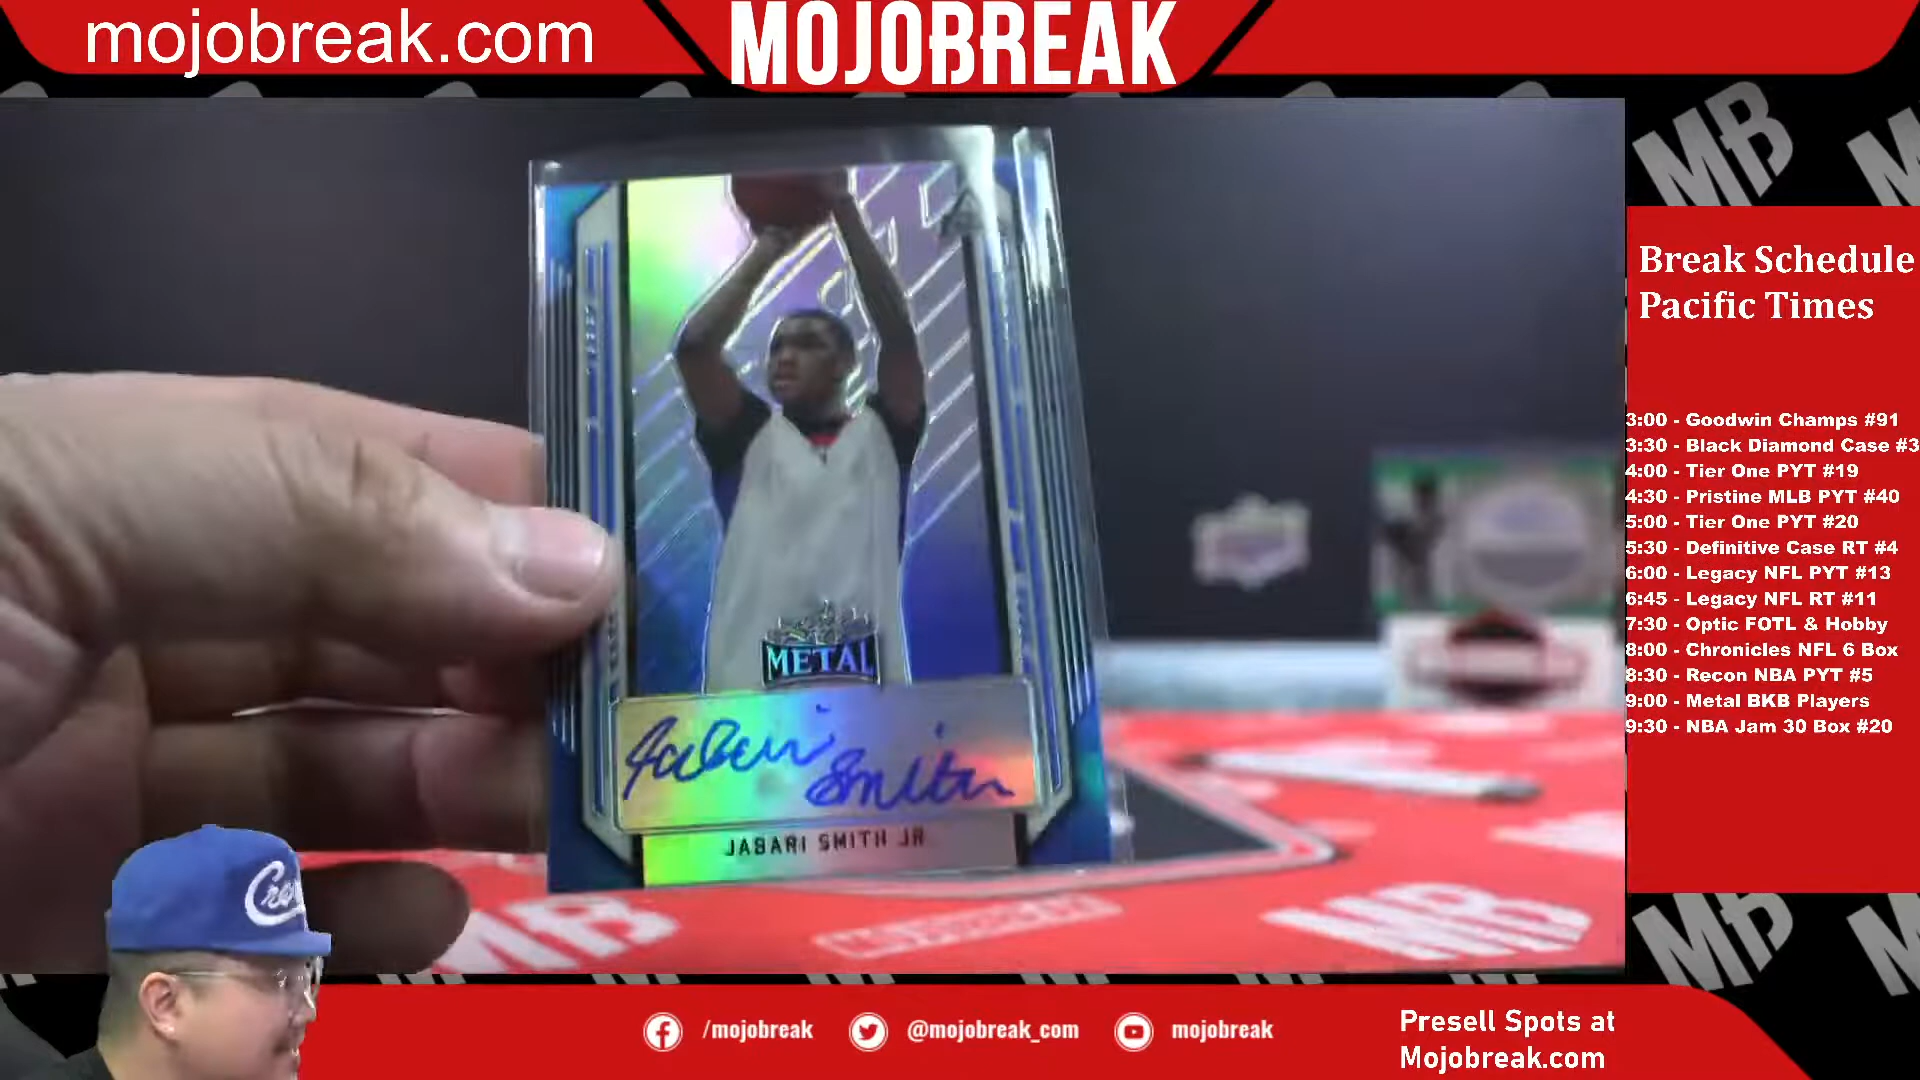 mojobreak.com
MOJOBREAK
Break Schedule
Pacific Times
3:00 - Goodwin Champs #91
3:30 - Black Diamond Case #3
4:00 - Tier One PYT #19
4:30 - Pristine MLB PYT #40
5:00 - Tier One PYT #20
5:30 - Definitive Case RT #4
6:00 - Legacy NFL PYT #13
6:45 - Legacy NFL RT #11
7:30 - Optic FOTL & Hobby
8:00 - Chronicles NFL 6 Box
8:30 - Recon NBA PYT #5
9:00 - Metal BKB Players
9:30 - NBA Jam 30 Box #20
METAL
Jabari
Smith
JABARI SMITH JR
MB
MB
MB
MB
/mojobreak
@mojobreak_com
mojobreak
Presell Spots at
Mojobreak.com